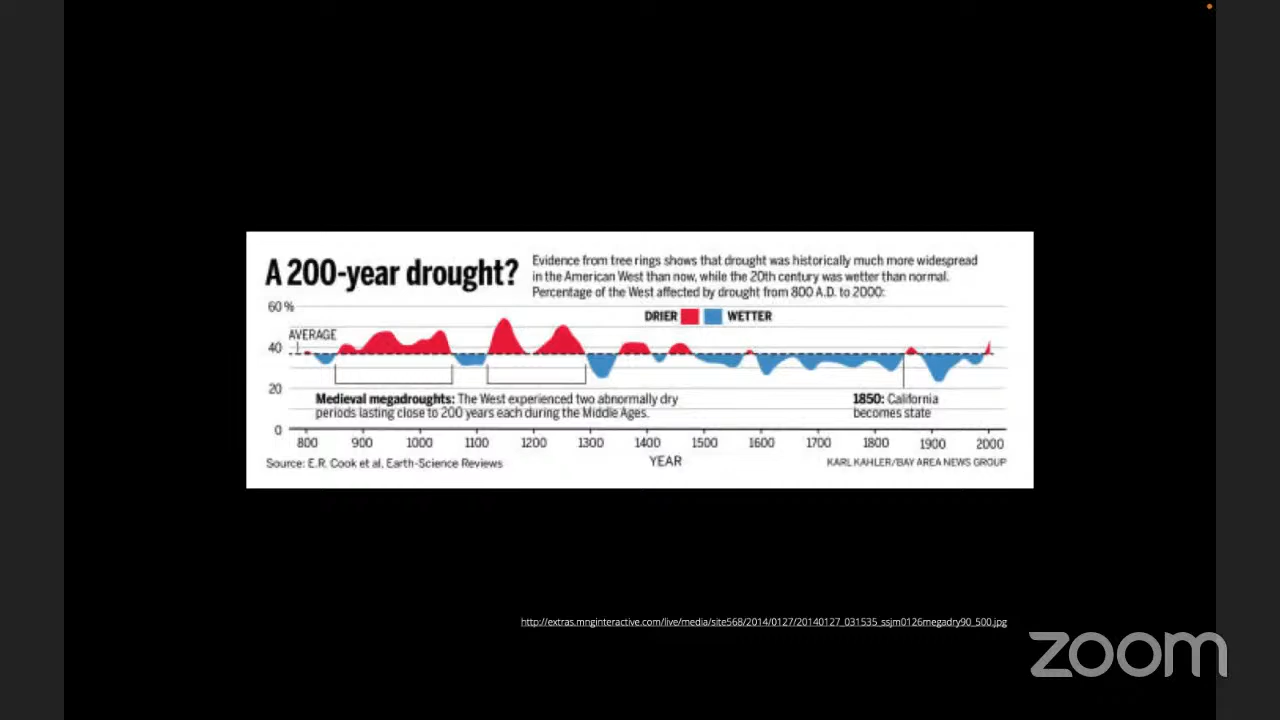 A 200-year drought?
Evidence from tree rings shows that drought was historically much more widespread
in the American West than now, while the 20th century was wetter than normal.
Percentage of the West affected by drought from 800 A.D. to 2000:
60%
DRIER WETTER
AVERAGE
40
20
Medieval megadroughts: The West experienced two abnormally dry
periods lasting close to 200 years each during the Middle Ages.
1850: California
becomes state
0
800 900 1000 1100 1200 1300 1400 1500 1600 1700 1800 1900 2000
Source: E.R. Cook et al, Earth-Science Reviews
YEAR
KARL KAHLER/BAY AREA NEWS GROUP
http://extras.mnginteractive.com/live/media/site568/2014/0127/20140127_031535_ssjm0126megadry90_500.jpg
zoom